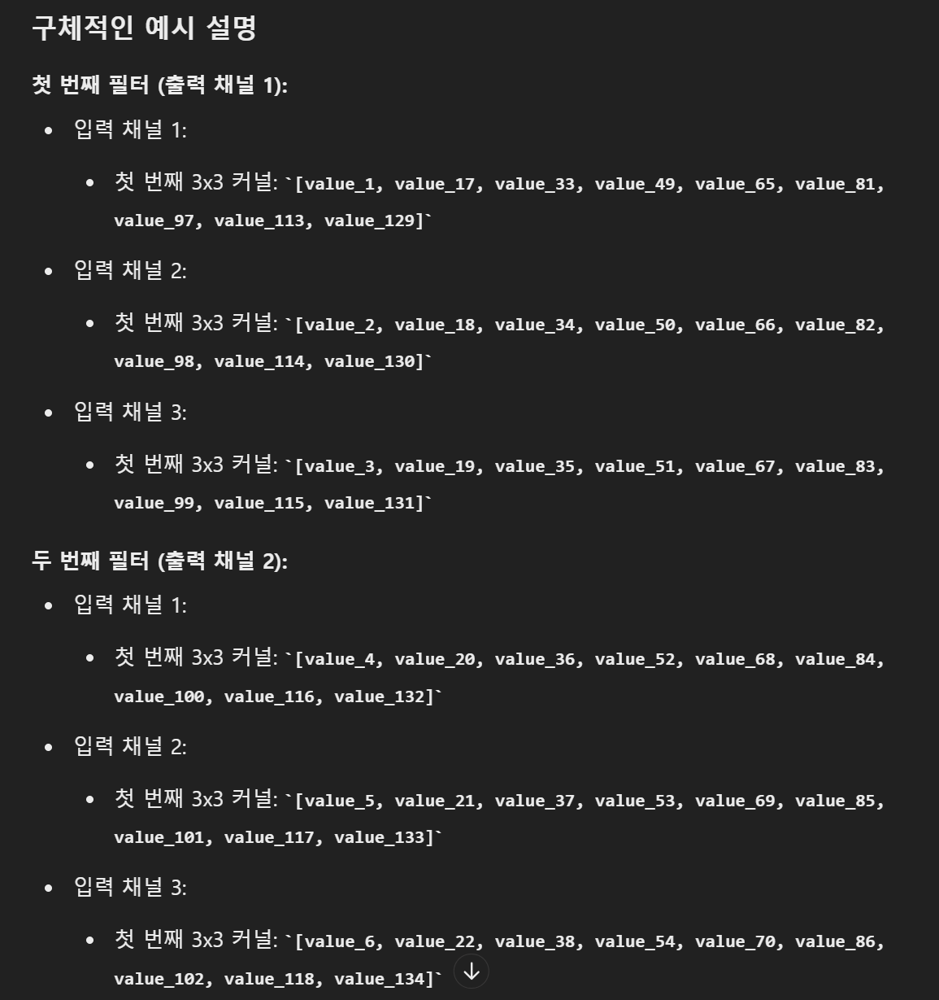 구체적인 예시 설명
첫 번째 필터 (출력 채널 1):
• 입력 채널 1:
• 첫 번째 3x3 커널: `[value_1, value_17, value_33, value_49, value_65, value_81,
value_97, value_113, value_129]`
• 입력 채널 2:
• 첫 번째 3x3 커널: `[value_2, value_18, value_34, value_50, value_66, value_82,
value_98, value_114, value_130]`
• 입력 채널 3:
• 첫 번째 3x3 커널: `[value_3, value_19, value_35, value_51, value_67, value_83,
value_99, value_115, value_131]`
두 번째 필터 (출력 채널 2):
• 입력 채널 1:
• 첫 번째 3x3 커널: `[value_4, value_20, value_36, value_52, value_68, value_84,
value_100, value_116, value_132]`
• 입력 채널 2:
• 첫 번째 3x3 커널: `[value_5, value_21, value_37, value_53, value_69, value_85,
value_101, value_117, value_133]`
• 입력 채널 3:
• 첫 번째 3x3 커널: `[value_6, value_22, value_38, value_54, value_70, value_86,
value_102, value_118, value_134]`